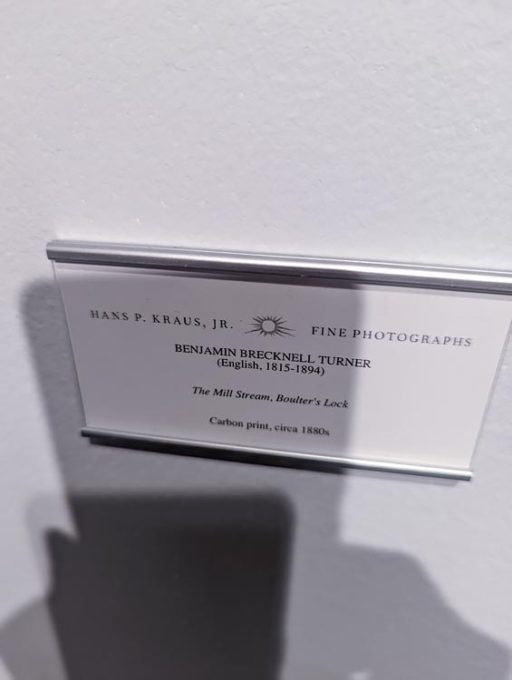 HANS P. KRAUS, JR. FINE PHOTOGRAPHS
BENJAMIN BRECKNELL TURNER
(English, 1815-1894)
The Mill Stream, Boulter's Lock
Carbon print, circa 1880s